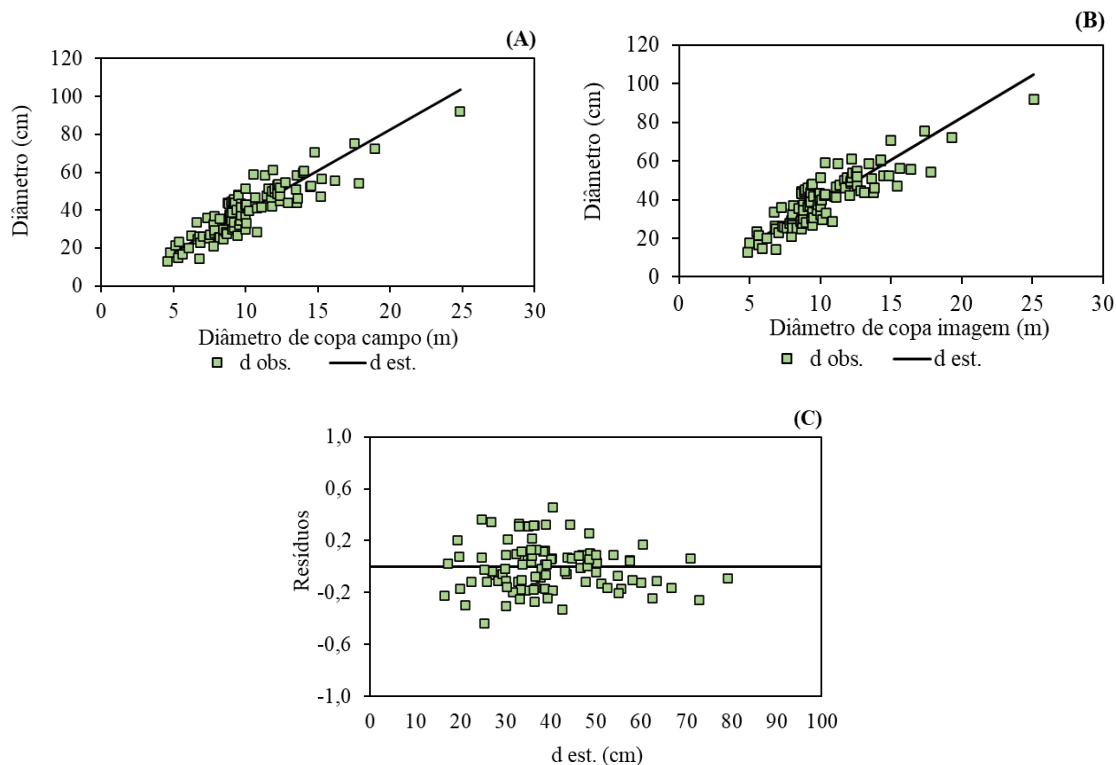 (A)
120
100
80
60
40
20
0
Diâmetro (cm)
0 5 10 15 20 25 30
Diâmetro de copa campo (m)
d obs. d est.
(B)
120
100
80
60
40
20
0
Diâmetro (cm)
0 5 10 15 20 25 30
Diâmetro de copa imagem (m)
d obs. d est.
(C)
1,0
0,6
0,2
-0,2
-0,6
-1,0
Resíduos
0 10 20 30 40 50 60 70 80 90 100
d est. (cm)